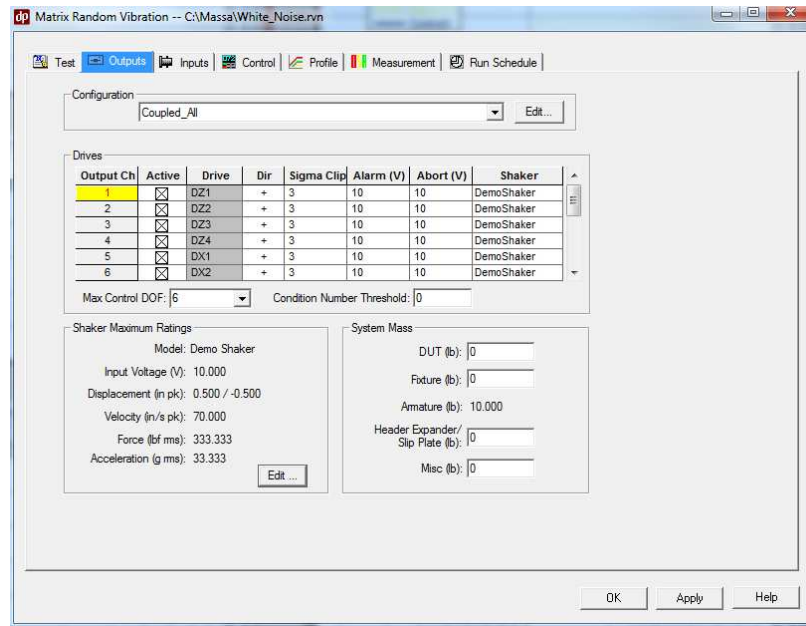 dp Matrix Random Vibration -- C:\Massa\White_Noise.rvn
Test Outputs Inputs Control Profile Measurement Run Schedule
Configuration
Coupled_All Edit...
Drives
Output Ch Active Drive Dir Sigma Clip Alarm (V) Abort (V) Shaker
1 DZ1 + 3 10 10 DemoShaker
2 DZ2 + 3 10 10 DemoShaker
3 DZ3 + 3 10 10 DemoShaker
4 DZ4 + 3 10 10 DemoShaker
5 DX1 + 3 10 10 DemoShaker
6 DX2 + 3 10 10 DemoShaker
Max Control DOF: 6 Condition Number Threshold: 0
Shaker Maximum Ratings
Model: Demo Shaker
Input Voltage (V): 10.000
Displacement (in pk): 0.500 / -0.500
Velocity (in/s pk): 70.000
Force (lbf rms): 333.333
Acceleration (g rms): 33.333
Edit ...
System Mass
DUT (lb): 0
Fixture (lb): 0
Armature (lb): 10.000
Header Expander/
Slip Plate (lb): 0
Misc (lb): 0
OK Apply Help